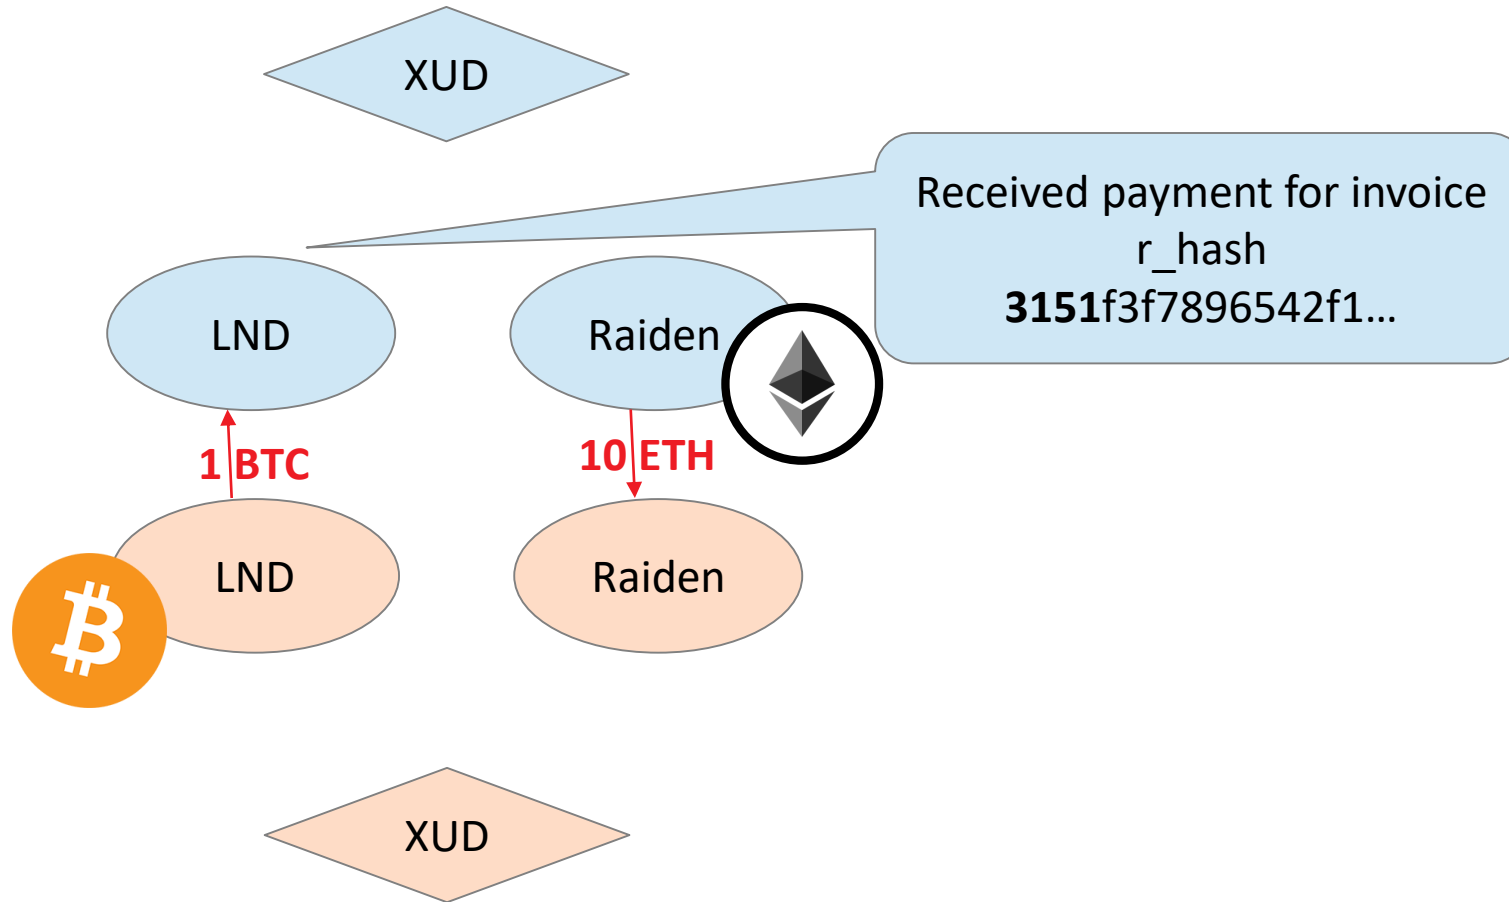 XUD
Received payment for invoice
r_hash
3151f3f7896542f1...
LND
Raiden
1 BTC
10 ETH
LND
Raiden
XUD